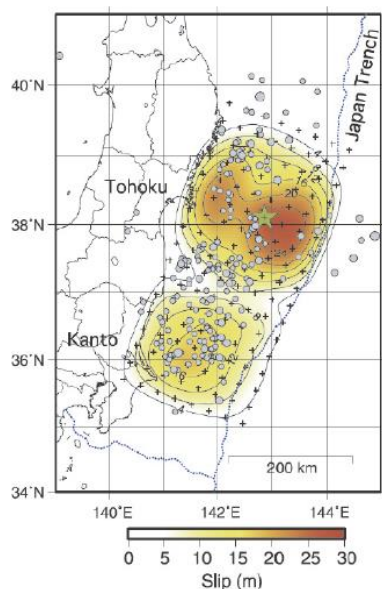 40˚N
Japan Trench
Tohoku
38˚N
Kanto
36˚N
200 km
34˚N
140˚E
142˚E
144˚E
0 5 10 15 20 25 30
Slip (m)